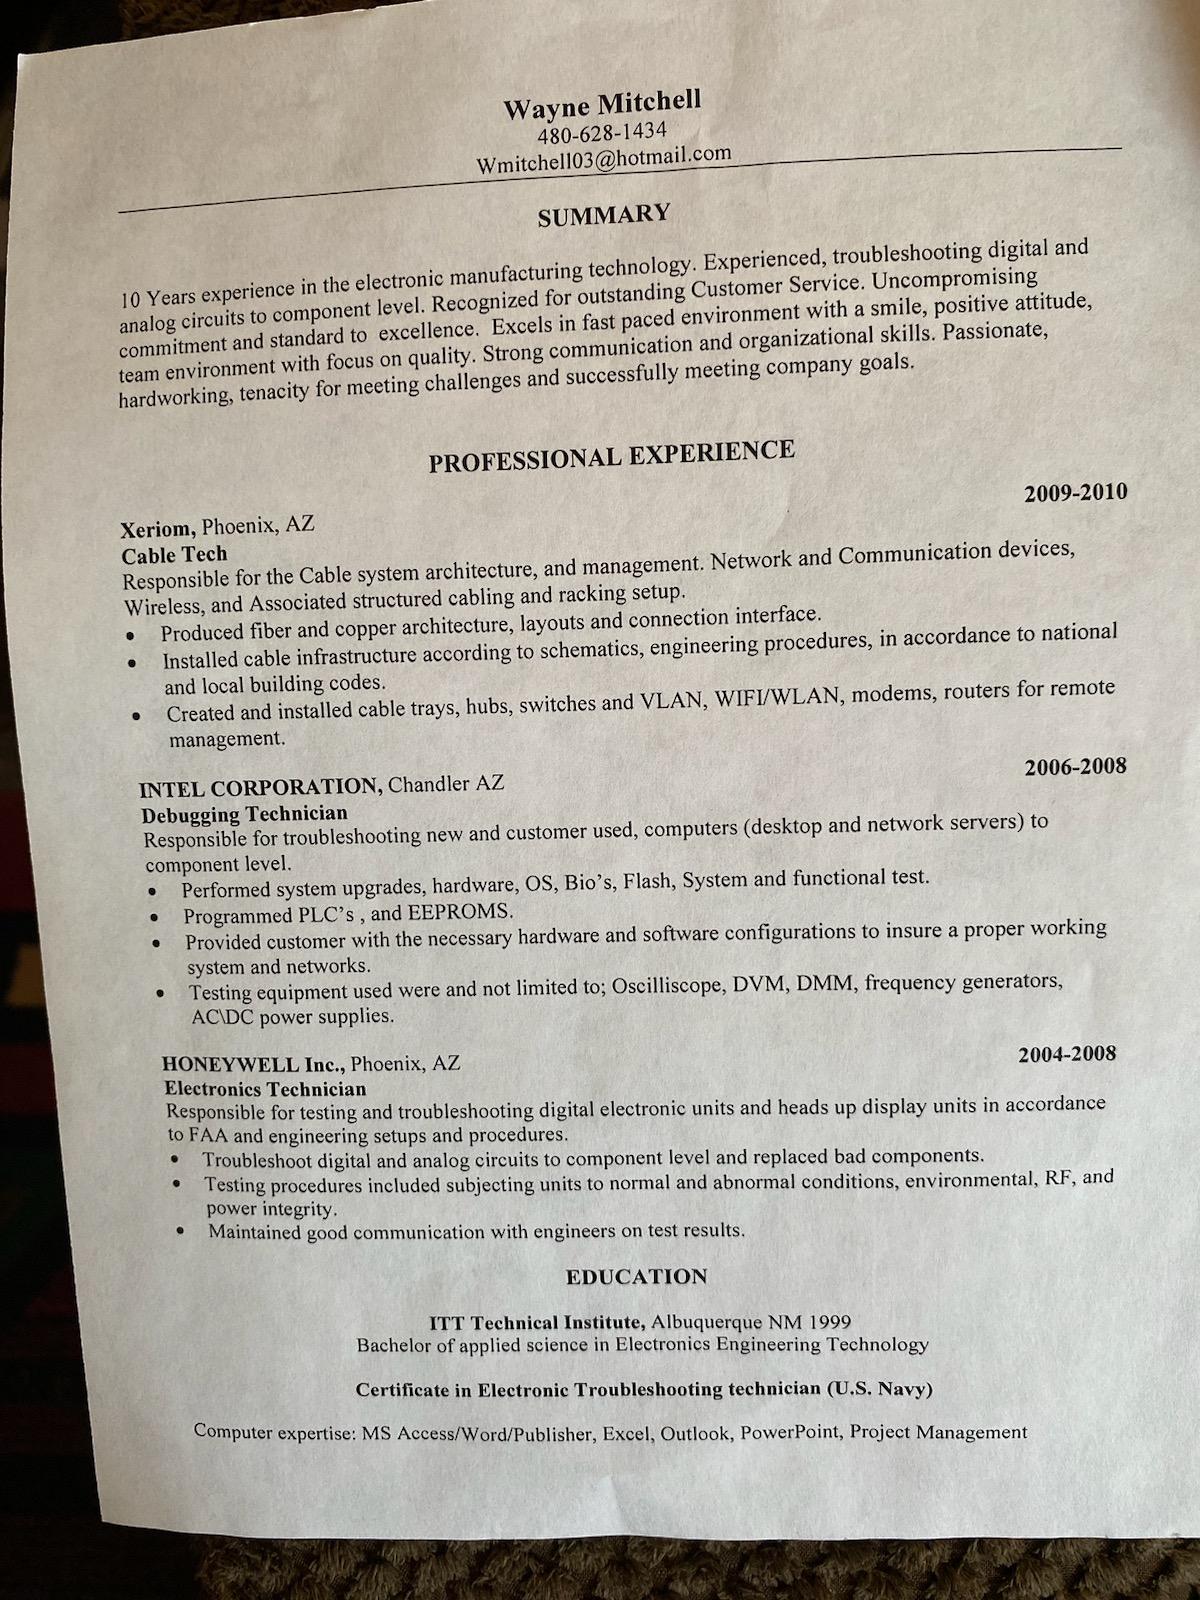 Wayne Mitchell
480-628-1434
Wmitchell03@hotmail.com
SUMMARY
10 Years experience in the electronic manufacturing technology. Experienced, troubleshooting digital and
analog circuits to component level. Recognized for outstanding Customer Service. Uncompromising
commitment and standard to excellence. Excels in fast paced environment with a smile, positive attitude,
team environment with focus on quality. Strong communication and organizational skills. Passionate,
hardworking, tenacity for meeting challenges and successfully meeting company goals.
PROFESSIONAL EXPERIENCE
2009-2010
Xeriom, Phoenix, AZ
Cable Tech
Responsible for the Cable system architecture, and management. Network and Communication devices,
Wireless, and Associated structured cabling and racking setup.
• Produced fiber and copper architecture, layouts and connection interface.
• Installed cable infrastructure according to schematics, engineering procedures, in accordance to national
and local building codes.
• Created and installed cable trays, hubs, switches and VLAN, WIFI/WLAN, modems, routers for remote
management.
INTEL CORPORATION, Chandler AZ 2006-2008
Debugging Technician
Responsible for troubleshooting new and customer used, computers (desktop and network servers) to
component level.
• Performed system upgrades, hardware, OS, Bio's, Flash, System and functional test.
• Programmed PLC's , and EEPROMS.
• Provided customer with the necessary hardware and software configurations to insure a proper working
system and networks.
• Testing equipment used were and not limited to; Oscilliscope, DVM, DMM, frequency generators,
AC\DC power supplies.
HONEYWELL Inc., Phoenix, AZ 2004-2008
Electronics Technician
Responsible for testing and troubleshooting digital electronic units and heads up display units in accordance
to FAA and engineering setups and procedures.
• Troubleshoot digital and analog circuits to component level and replaced bad components.
• Testing procedures included subjecting units to normal and abnormal conditions, environmental, RF, and
power integrity.
• Maintained good communication with engineers on test results.
EDUCATION
ITT Technical Institute, Albuquerque NM 1999
Bachelor of applied science in Electronics Engineering Technology
Certificate in Electronic Troubleshooting technician (U.S. Navy)
Computer expertise: MS Access/Word/Publisher, Excel, Outlook, PowerPoint, Project Management